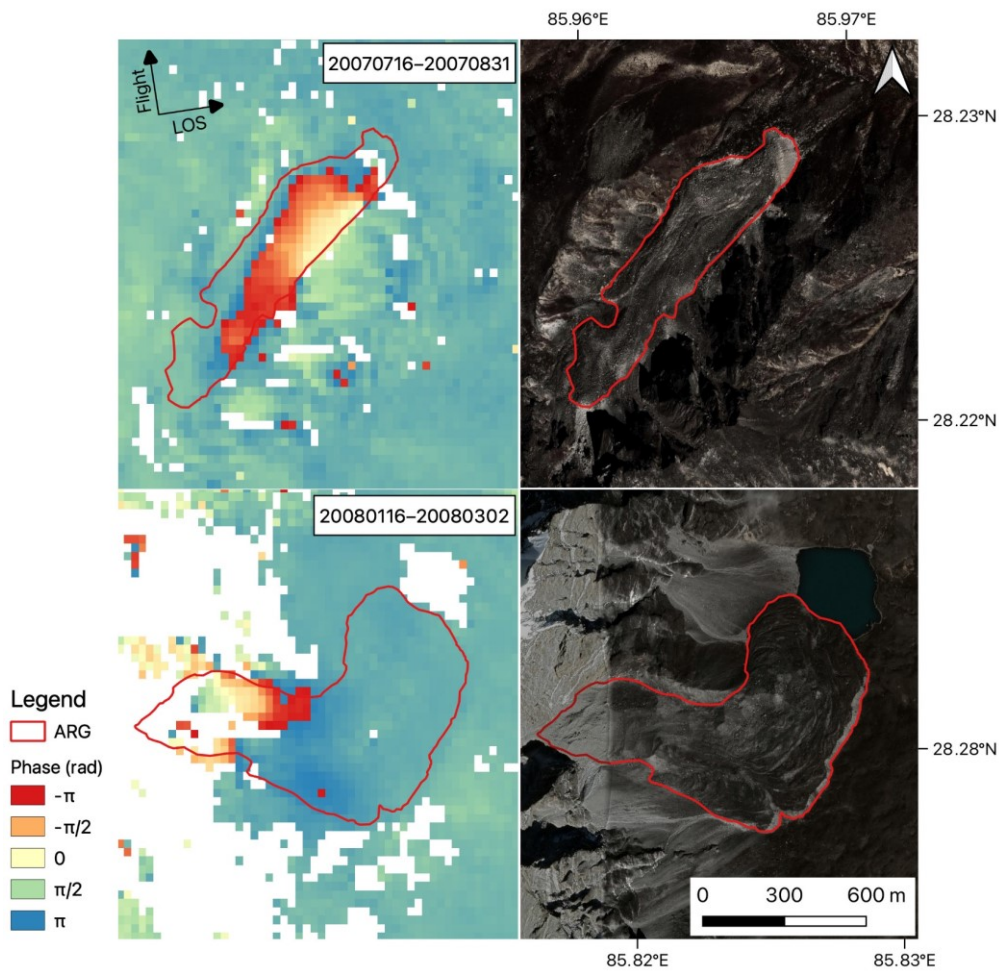 85.96°E 85.97°E
20070716–20070831
Flight
LOS
28.23°N
28.22°N
20080116–20080302
Legend
ARG
Phase (rad)
-π
-π/2
0
π/2
π
28.28°N
0 300 600 m
85.82°E 85.83°E